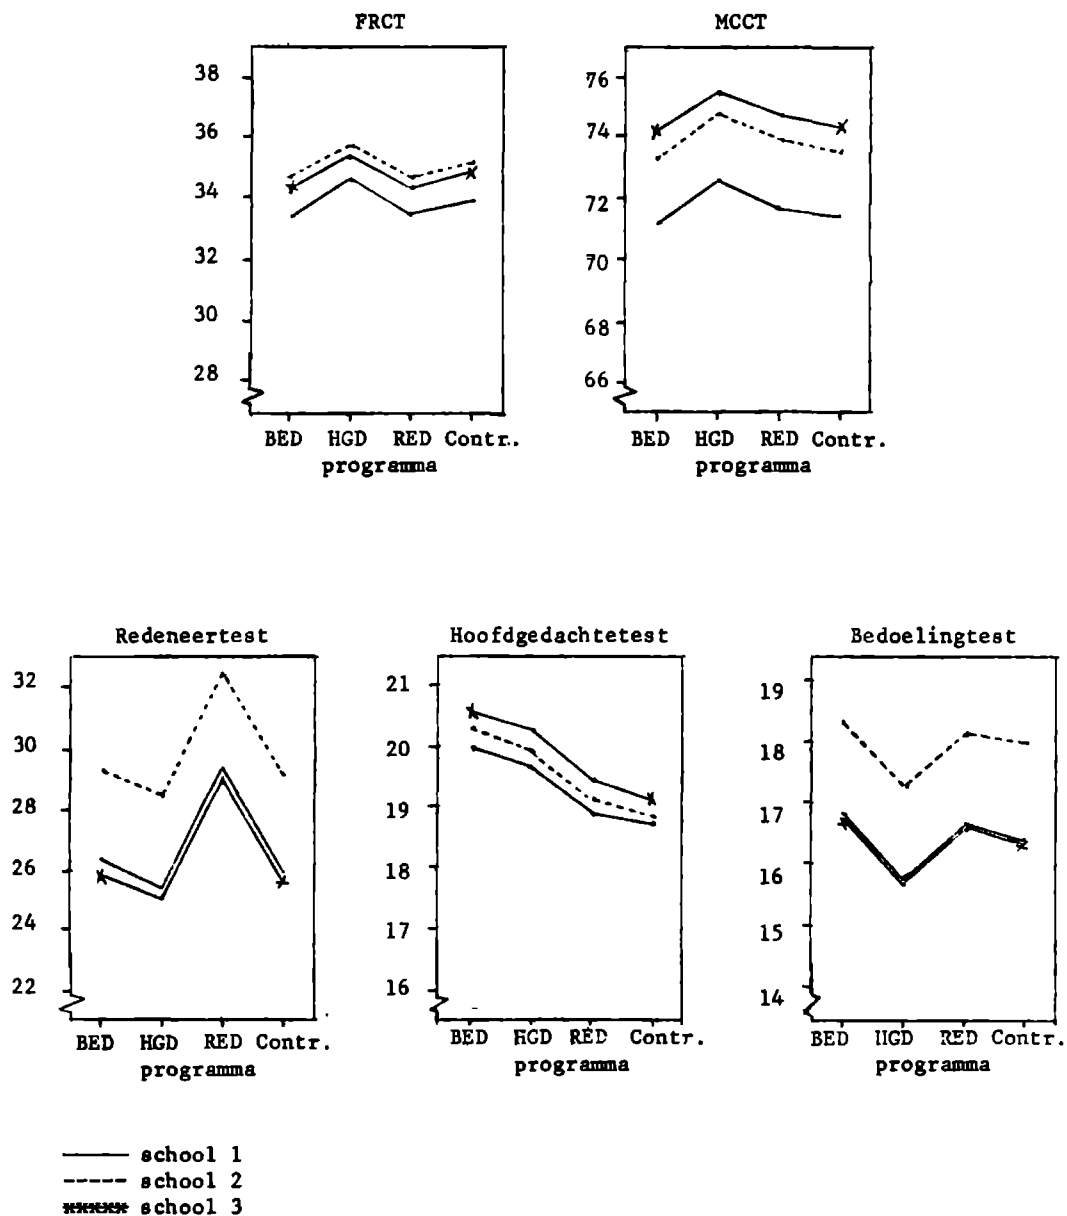 FRCT
38
36
34
32
30
28
BED HGD RED Contr.
programma
MCCT
76
74
72
70
68
66
BED HGD RED Contr.
programma
Redeneertest
32
30
28
26
24
22
BED HGD RED Contr.
programma
Hoofdgedachtetest
21
20
19
18
17
16
BED HGD RED Contr.
programma
Bedoelingtest
19
18
17
16
15
14
BED HGD RED Contr.
programma
school 1
school 2
school 3